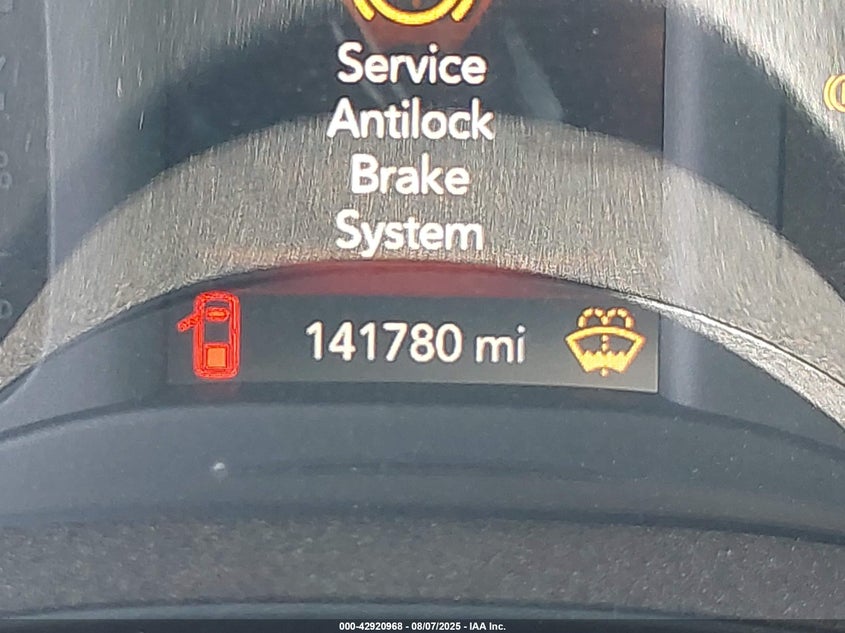 Service
Antilock
Brake
System
141780 mi
000-42920968 - 08/07/2025 - IAA Inc.